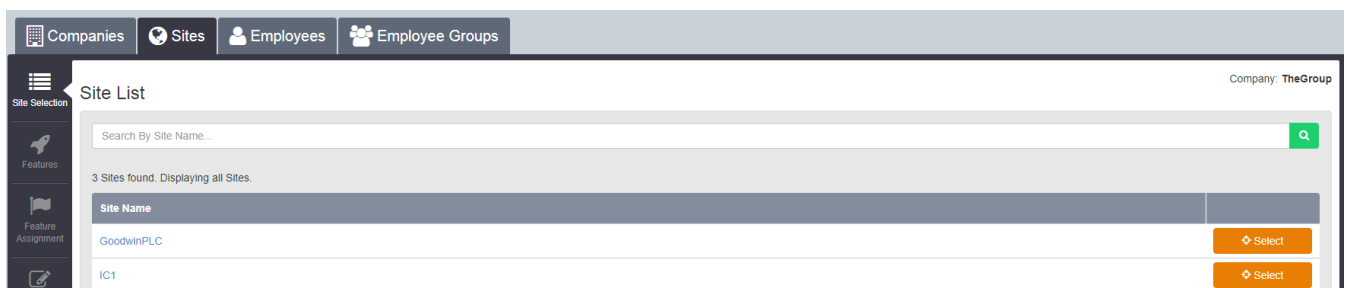 Companies
Sites
Employees
Employee Groups
Site Selection
Features
Feature
Assignment
Company: TheGroup
Site List
Search By Site Name...
3 Sites found. Displaying all Sites.
Site Name
GoodwinPLC
Select
IC1
Select